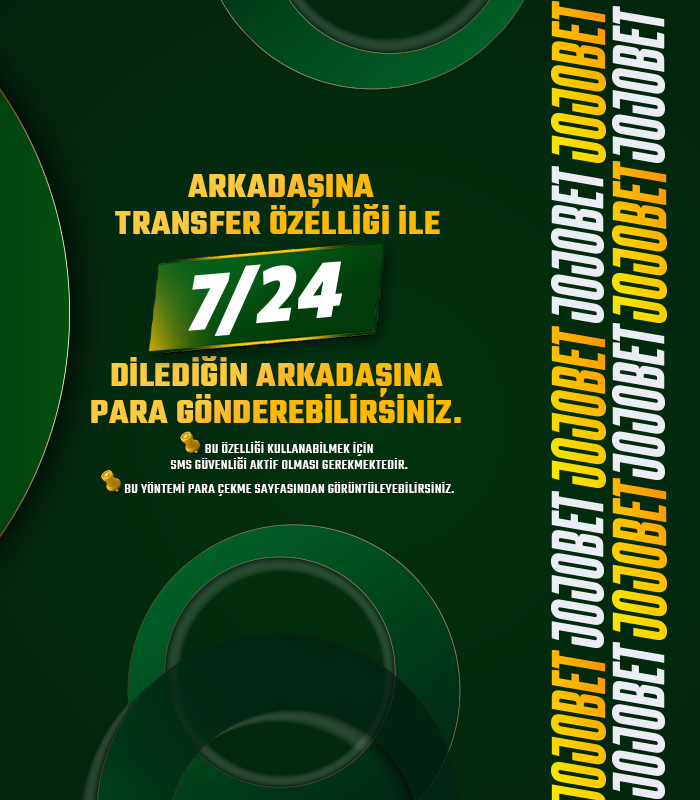 ARKADAŞINA
TRANSFER ÖZELLİĞİ İLE
7/24
DİLEDİĞİN ARKADAŞINA
PARA GÖNDEREBİLİRSİNİZ.
BU ÖZELLİĞİ KULLANABİLMEK İÇİN
SMS GÜVENLİĞİ AKTİF OLMASI GEREKMEKTEDİR.
BU YÖNTEMİ PARA ÇEKME SAYFASINDAN GÖRÜNTÜLEYEBİLİRSİNİZ.
JOJOBET JOJOBET JOJOBET JOJOBET JOJOBET
JOJOBET JOJOBET JOJOBET JOJOBET JOJOBET